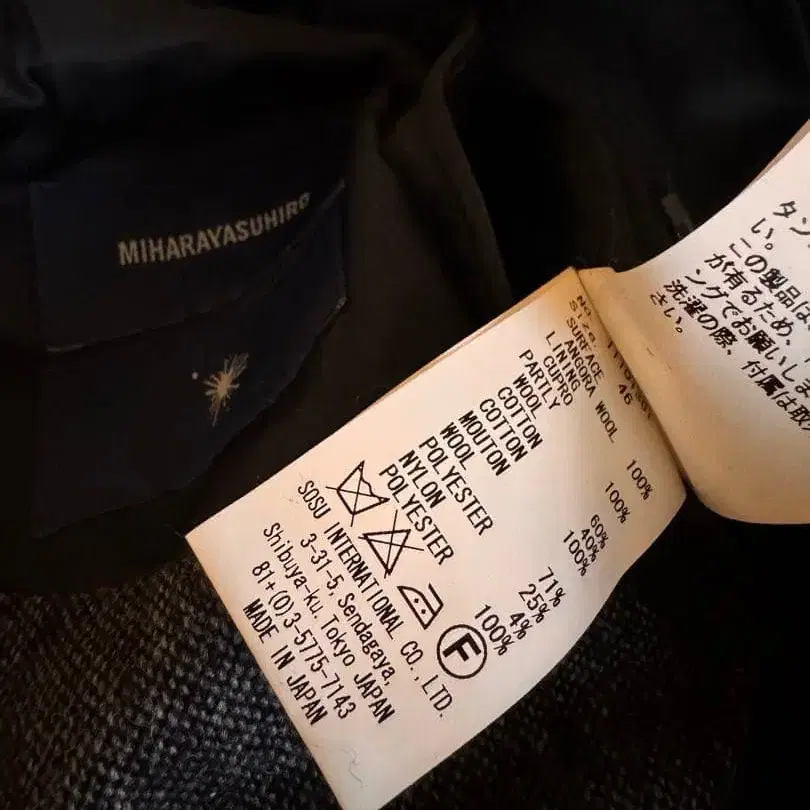 MIHARAYASUHIRO
No.
Size. 46
SURFACE
ANGORA WOOL 100%
LINING
CUPRO 100%
PARTLY
WOOL 60%
COTTON 40%
COTTON 100%
MOUTON
POLYESTER 71%
WOOL 25%
NYLON 4%
POLYESTER 100%
F
SOSU INTERNATIONAL CO., LTD.
3-31-5, Sendagaya,
Shibuya-ku, Tokyo JAPAN
81+(0)3-5775-7143
MADE IN JAPAN
タン
い。
この製品は
が有るため、
ングでお願いしま
洗濯の際、付属は取
さい。